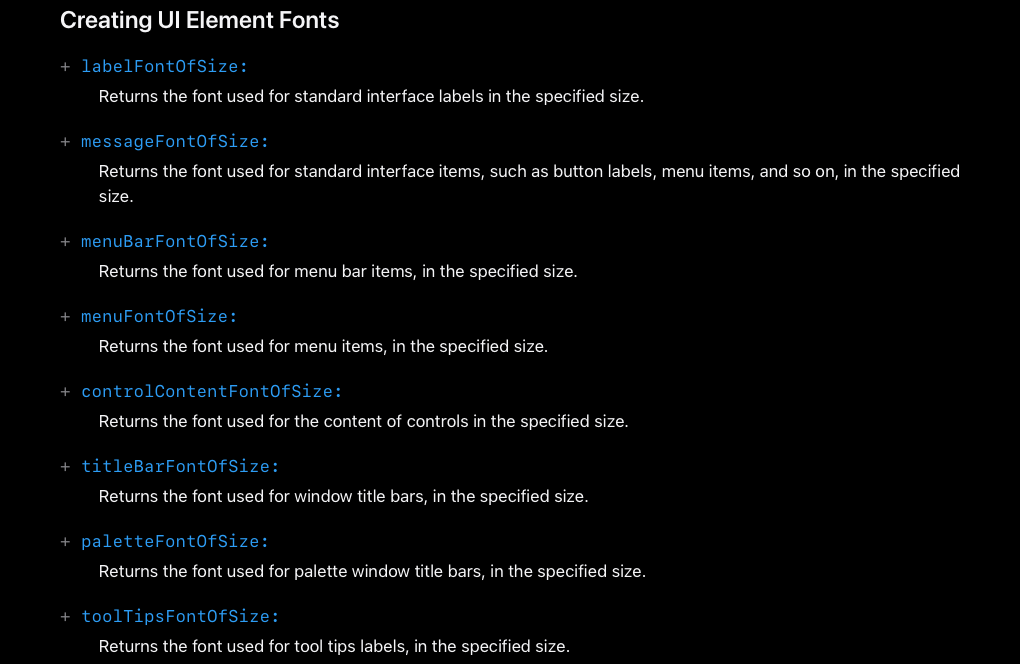 Creating UI Element Fonts
+ labelFontOfSize:
Returns the font used for standard interface labels in the specified size.
+ messageFontOfSize:
Returns the font used for standard interface items, such as button labels, menu items, and so on, in the specified
size.
+ menuBarFontOfSize:
Returns the font used for menu bar items, in the specified size.
+ menuFontOfSize:
Returns the font used for menu items, in the specified size.
+ controlContentFontOfSize:
Returns the font used for the content of controls in the specified size.
+ titleBarFontOfSize:
Returns the font used for window title bars, in the specified size.
+ paletteFontOfSize:
Returns the font used for palette window title bars, in the specified size.
+ toolTipsFontOfSize:
Returns the font used for tool tips labels, in the specified size.